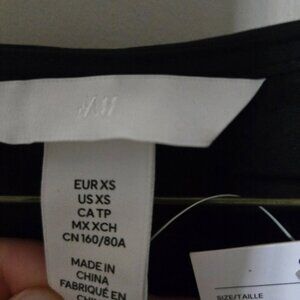 H&M
EUR XS
US XS
CA TP
MX XCH
CN 160/80A
MADE IN
CHINA
FABRIQUÉ EN
SIZE/TAILLE